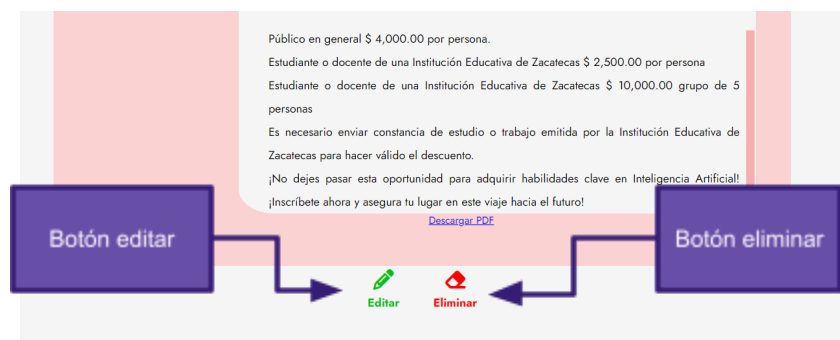 Público en general $ 4,000.00 por persona.
Estudiante o docente de una Institución Educativa de Zacatecas $ 2,500.00 por persona
Estudiante o docente de una Institución Educativa de Zacatecas $ 10,000.00 grupo de 5
personas
Es necesario enviar constancia de estudio o trabajo emitida por la Institución Educativa de
Zacatecas para hacer válido el descuento.
¡No dejes pasar esta oportunidad para adquirir habilidades clave en Inteligencia Artificial!
¡Inscríbete ahora y asegura tu lugar en este viaje hacia el futuro!
Descargar PDF
Botón editar
Botón eliminar
Editar
Eliminar